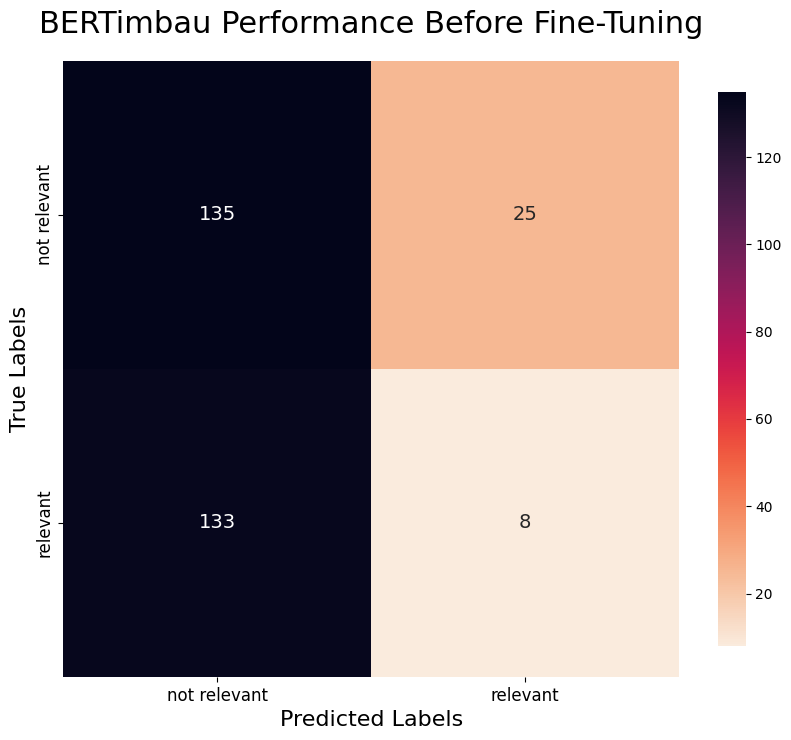 BERTimbau Performance Before Fine-Tuning
True Labels
not relevant
relevant
135
25
133
8
not relevant
relevant
Predicted Labels
120
100
80
60
40
20